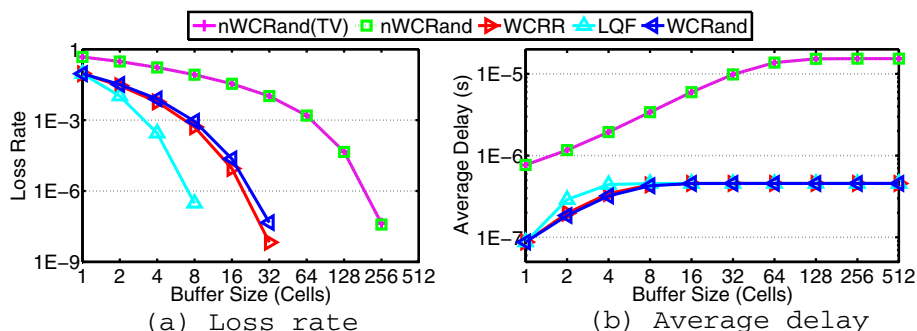 nWCRand(TV) nWCRand WCRR LQF WCRand
Loss Rate
1
1E−3
1E−6
1E−9
1 2 4 8 16 32 64 128 256 512
Buffer Size (Cells)
(a) Loss rate
Average Delay (s)
1E−5
1E−6
1E−7
1 2 4 8 16 32 64 128 256 512
Buffer Size (Cells)
(b) Average delay